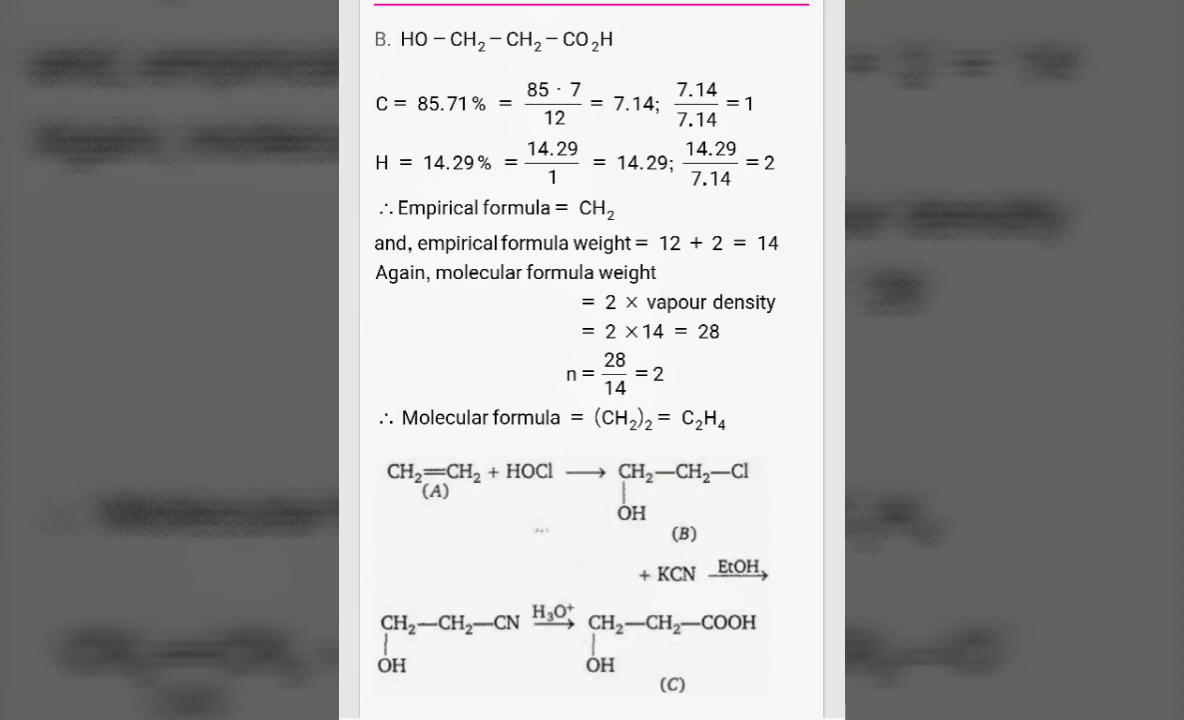 B. HO – CH₂ – CH₂ – CO₂H
C = 85.71% = 85 · 7 / 12 = 7.14; 7.14 / 7.14 = 1
H = 14.29% = 14.29 / 1 = 14.29; 14.29 / 7.14 = 2
∴ Empirical formula = CH₂
and, empirical formula weight = 12 + 2 = 14
Again, molecular formula weight
= 2 × vapour density
= 2 × 14 = 28
n = 28 / 14 = 2
∴ Molecular formula = (CH₂)₂ = C₂H₄
CH₂=CH₂ + HOCl ⟶ CH₂—CH₂—Cl
(A)
OH
(B)
+ KCN EtOH→
CH₂—CH₂—CN H₃O⁺→ CH₂—CH₂—COOH
OH OH
(C)